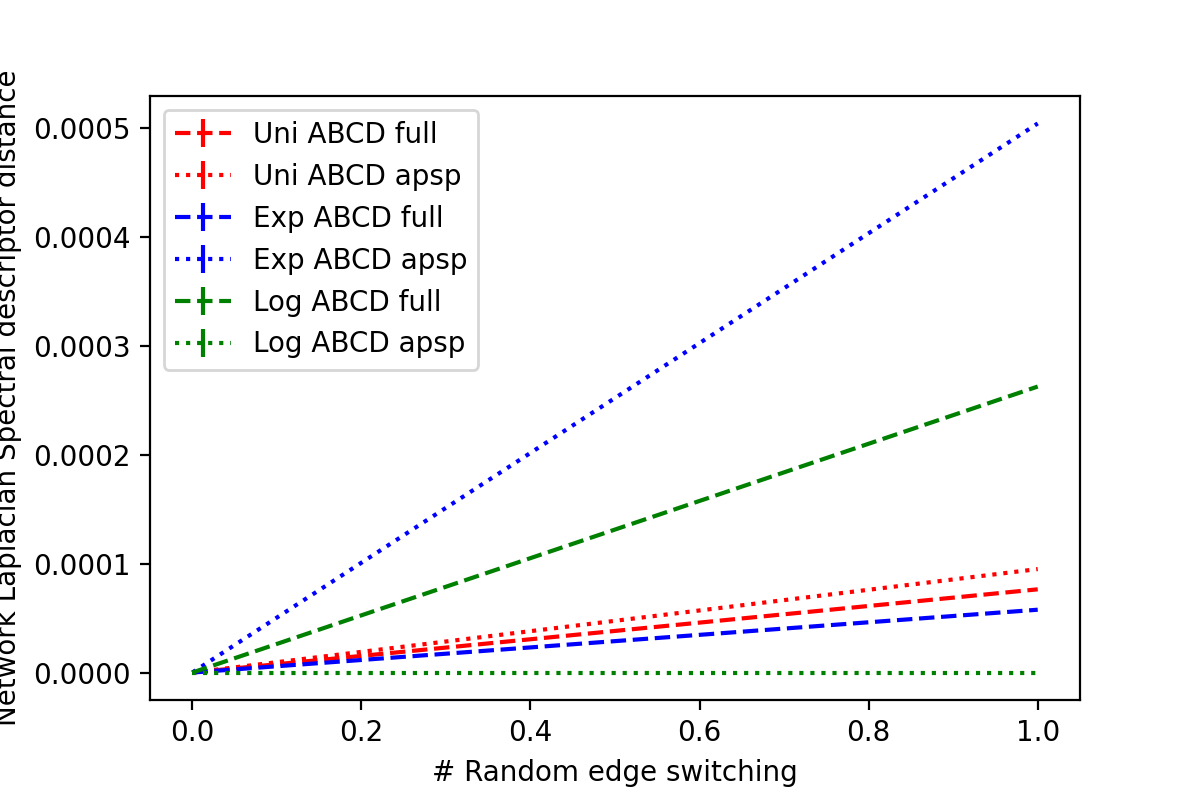 Network Laplacian Spectral descriptor distance
0.0005
0.0004
0.0003
0.0002
0.0001
0.0000
Uni ABCD full
Uni ABCD apsp
Exp ABCD full
Exp ABCD apsp
Log ABCD full
Log ABCD apsp
0.0 0.2 0.4 0.6 0.8 1.0
# Random edge switching